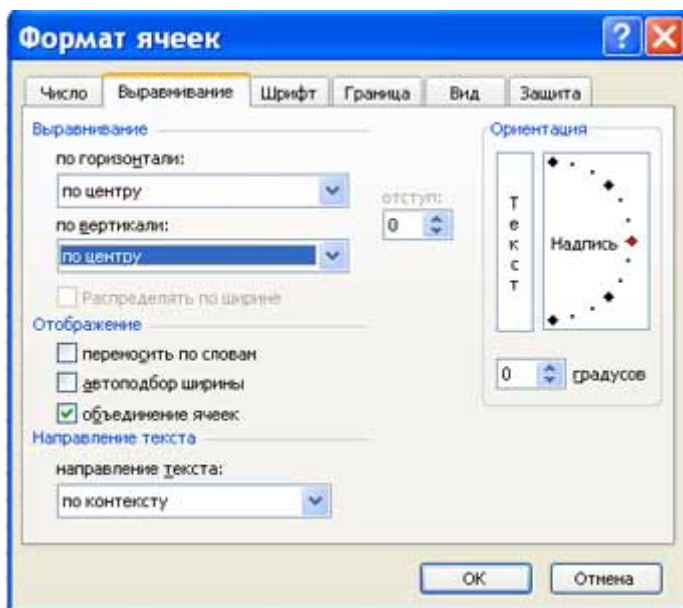 Формат ячеек
Число Выравнивание Шрифт Граница Вид Защита
Выравнивание
по горизонтали:
по центру
отступ:
0
по вертикали:
по центру
Распределять по ширине
Отображение
переносить по словам
автоподбор ширины
объединение ячеек
Направление текста
направление текста:
по контексту
Ориентация
Текст
Надпись
0 градусов
ОК Отмена